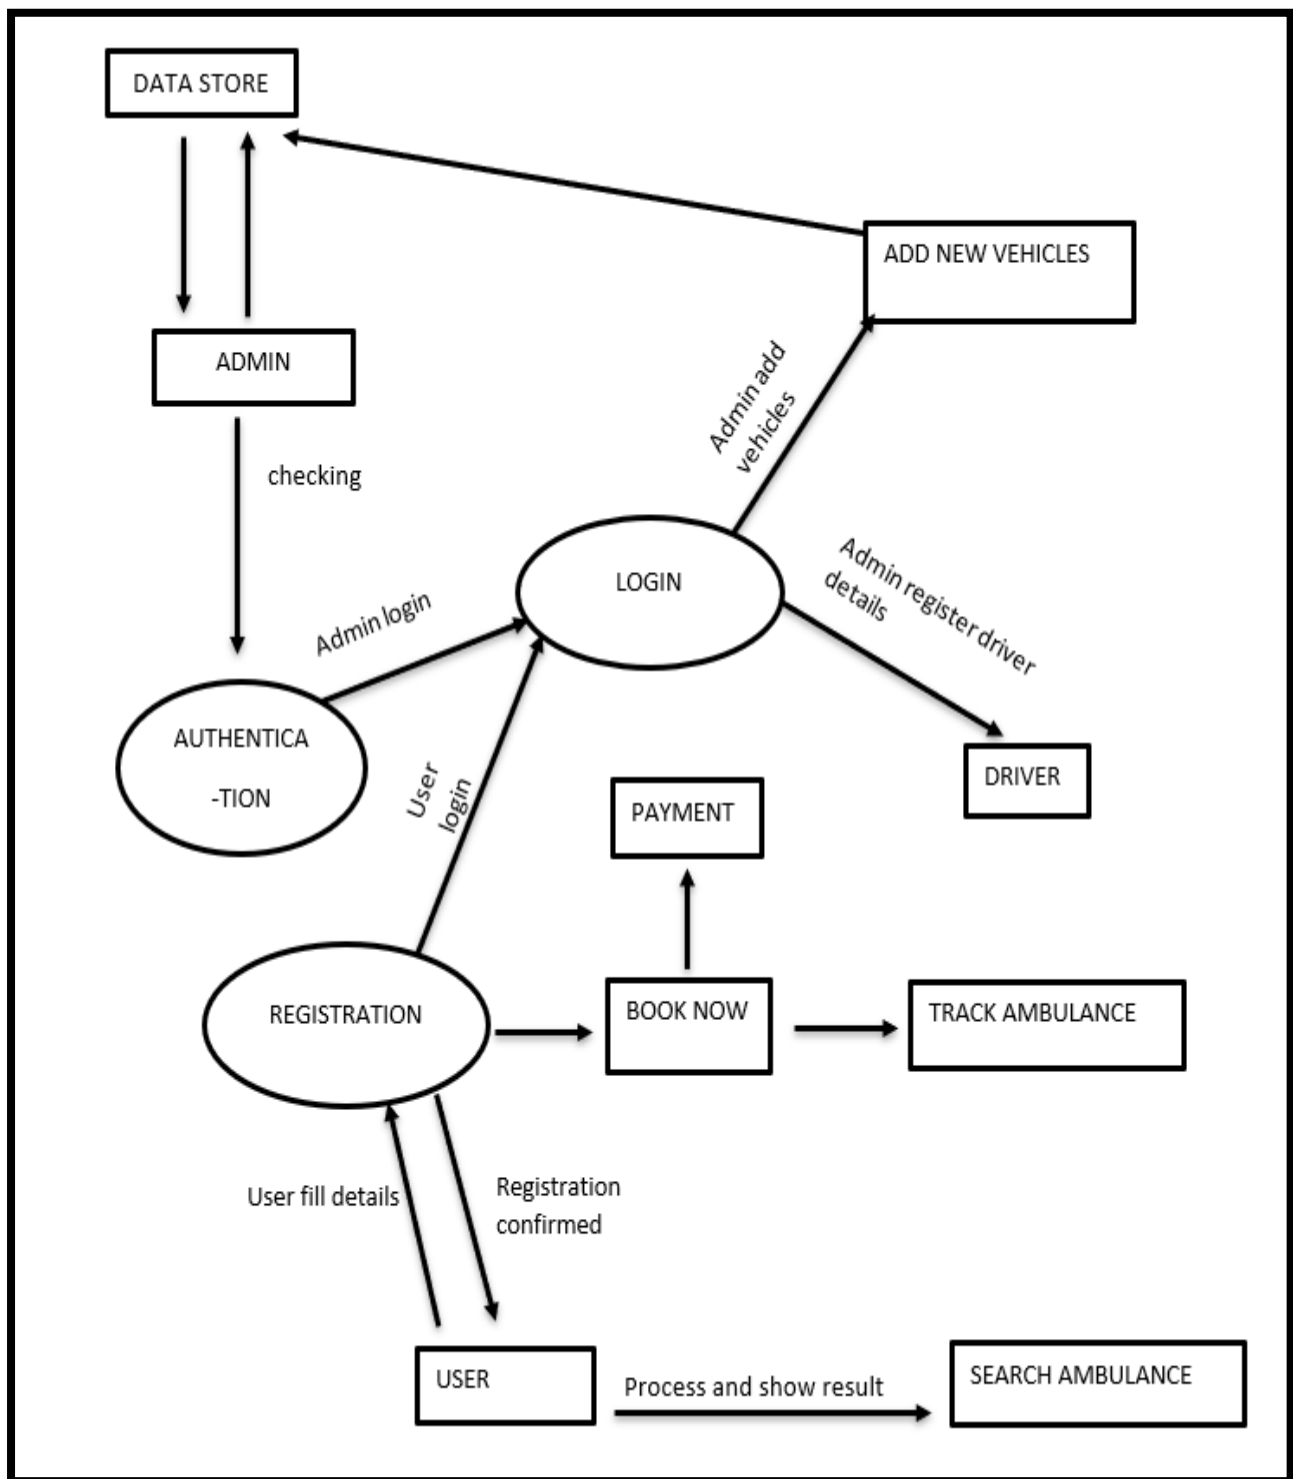 DATA STORE
ADD NEW VEHICLES
ADMIN
Admin add
vehicles
checking
LOGIN
Admin register driver
details
Admin login
AUTHENTICA
-TION
User
login
DRIVER
PAYMENT
REGISTRATION
BOOK NOW
TRACK AMBULANCE
User fill details
Registration
confirmed
USER
Process and show result
SEARCH AMBULANCE